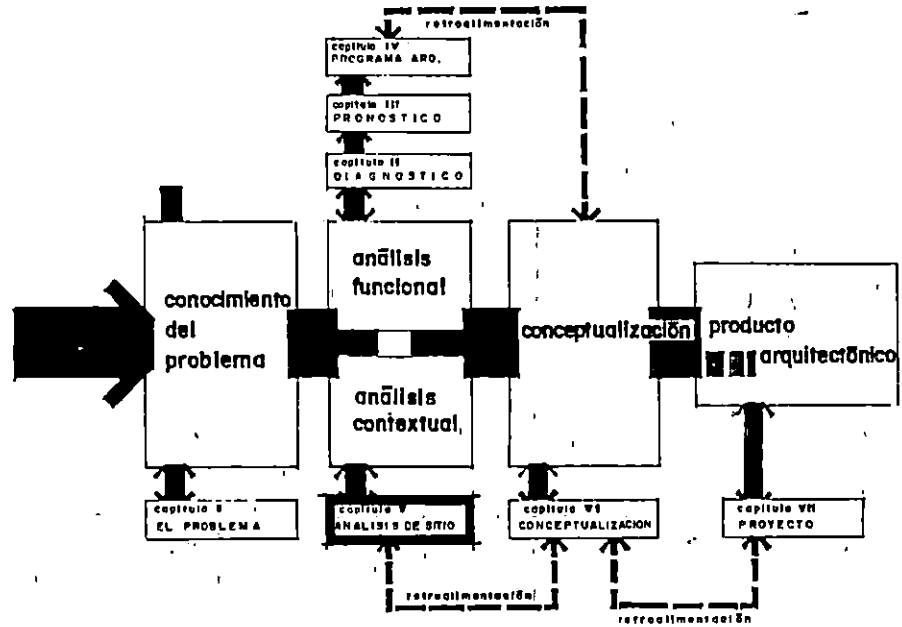 retroalimentación
capitulo IV
PROGRAMA ARQ.
capitulo III
PRONOSTICO
capitulo II
DIAGNOSTICO
conocimiento
del
problema
análisis
funcional
análisis
contextual
conceptualización
producto
arquitectónico
capitulo
EL PROBLEMA
capitulo V
ANALISIS DE SITIO
capitulo VI
CONCEPTUALIZACION
capitulo VII
PROYECTO
retroalimentación
retroalimentación